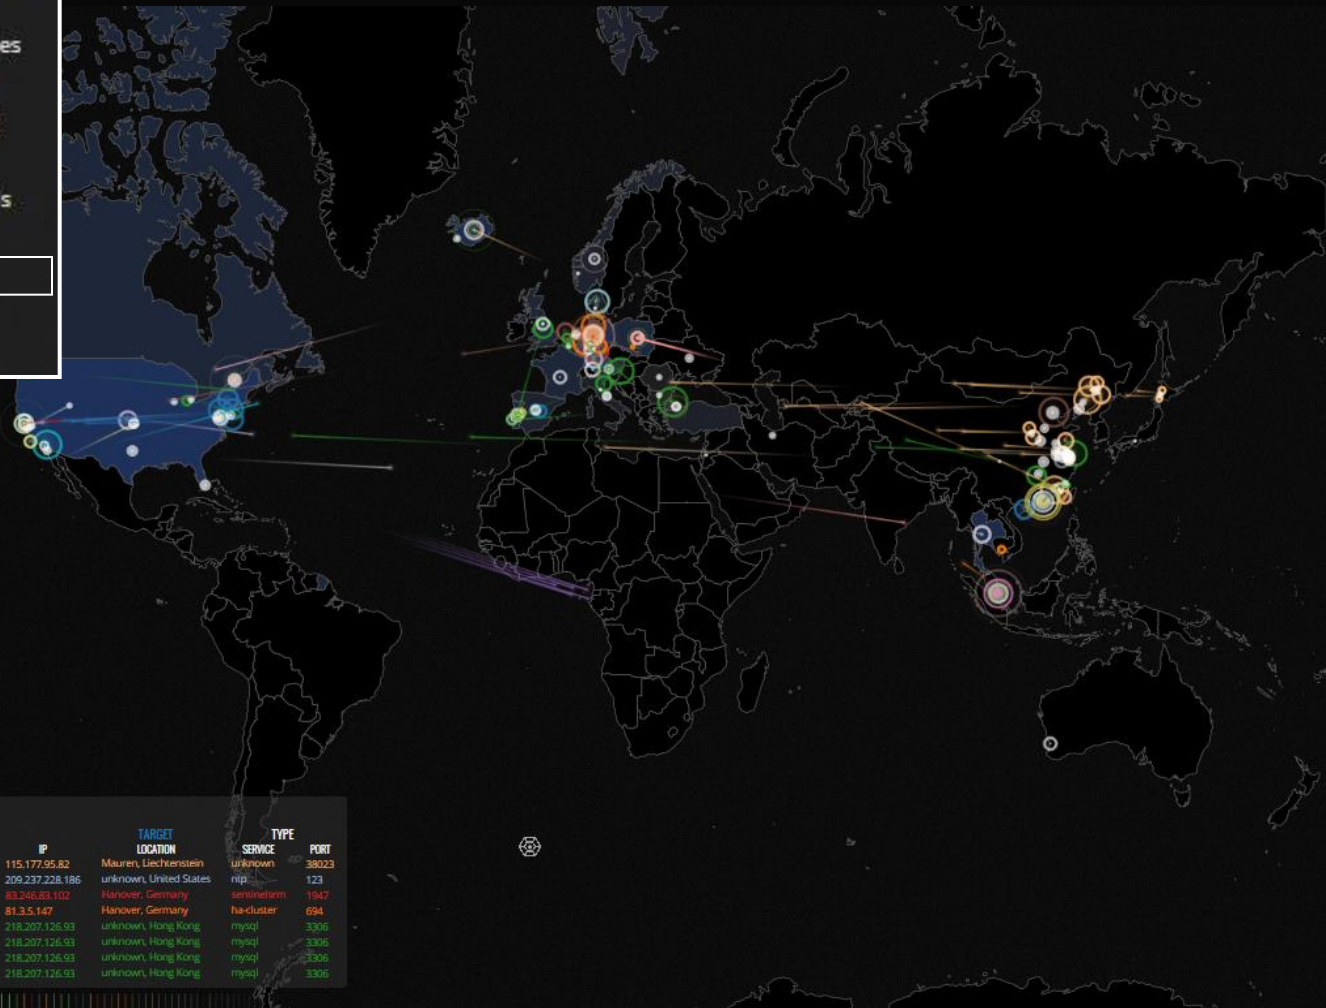 es
s
TARGET TYPE
IP LOCATION SERVICE PORT
115.177.95.82 Mauren, Liechtenstein unknown 38023
209.237.228.186 unknown, United States ntp 123
83.246.83.102 Hanover, Germany sentinelsrm 1947
81.3.5.147 Hanover, Germany ha-cluster 694
218.207.126.93 unknown, Hong Kong mysql 3306
218.207.126.93 unknown, Hong Kong mysql 3306
218.207.126.93 unknown, Hong Kong mysql 3306
218.207.126.93 unknown, Hong Kong mysql 3306